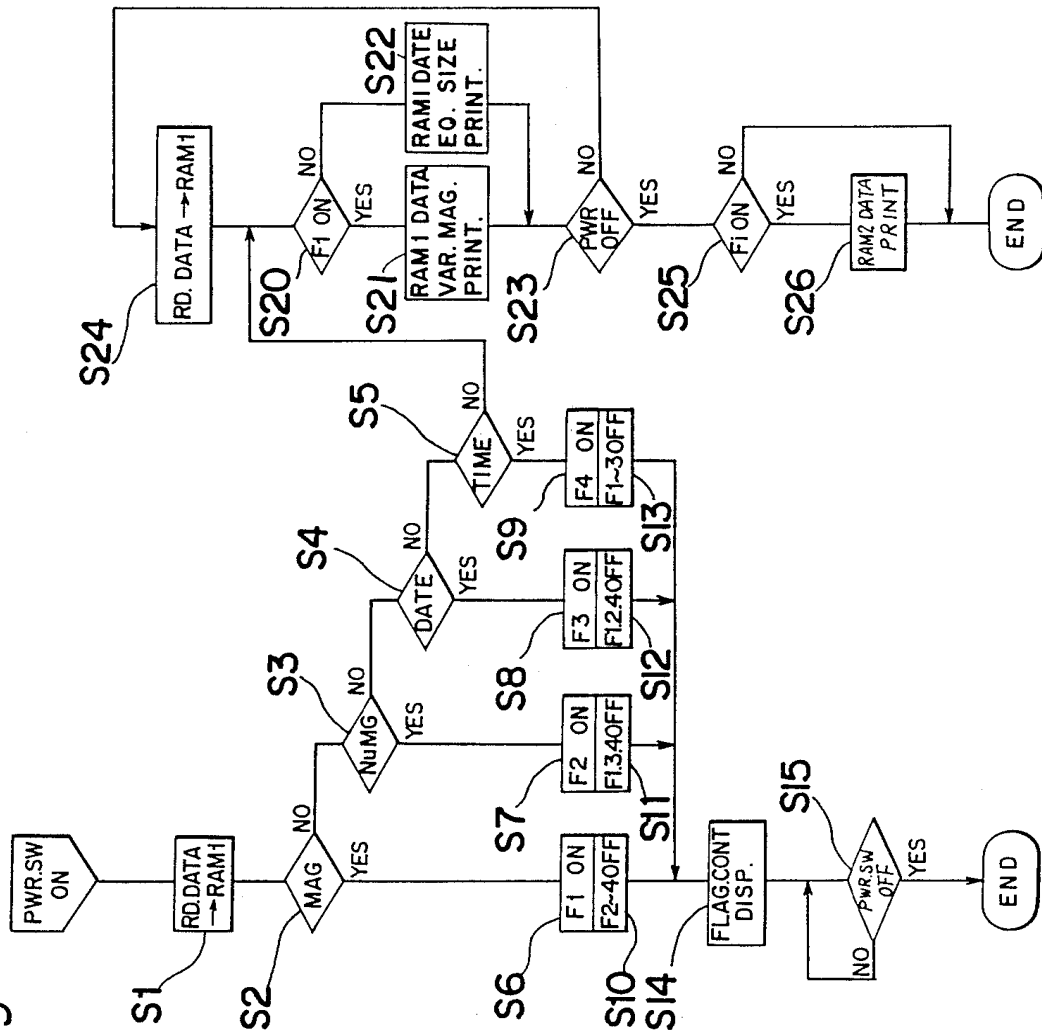 PWR.SW
ON
S1
RD.DATA
→RAM1
S2
MAG
NO
YES
S3
NuMG
NO
YES
S4
DATE
NO
YES
S5
TIME
NO
YES
S6
F1 ON
F2~4OFF
S10
S7
F2 ON
F1.3.4OFF
S11
S8
F3 ON
F1.2.4OFF
S12
S9
F4 ON
F1~3OFF
S13
S14
FLAG.CONT
DISP.
S15
PWR.SW
OFF
NO
YES
END
S24
RD. DATA →RAM1
S20
F1 ON
NO
YES
S21
RAM1 DATA
VAR. MAG.
PRINT.
S22
RAM1 DATE
EQ. SIZE
PRINT.
S23
PWR
OFF
NO
YES
S25
Fi ON
NO
YES
S26
RAM2 DATA
PRINT
END